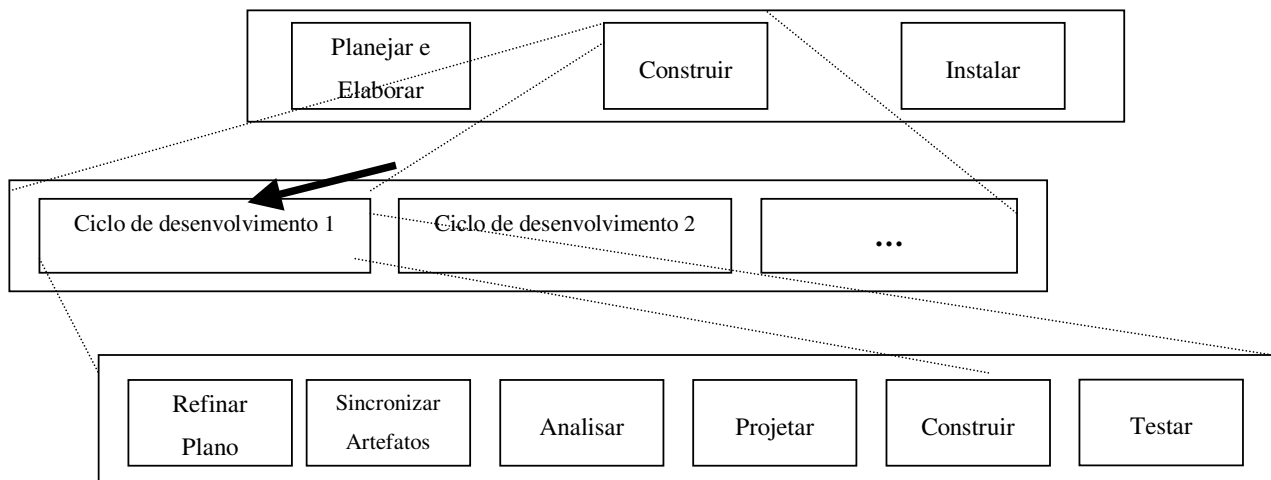 Planejar e
Elaborar
Construir
Instalar
Ciclo de desenvolvimento 1
Ciclo de desenvolvimento 2
...
Refinar
Plano
Sincronizar
Artefatos
Analisar
Projetar
Construir
Testar